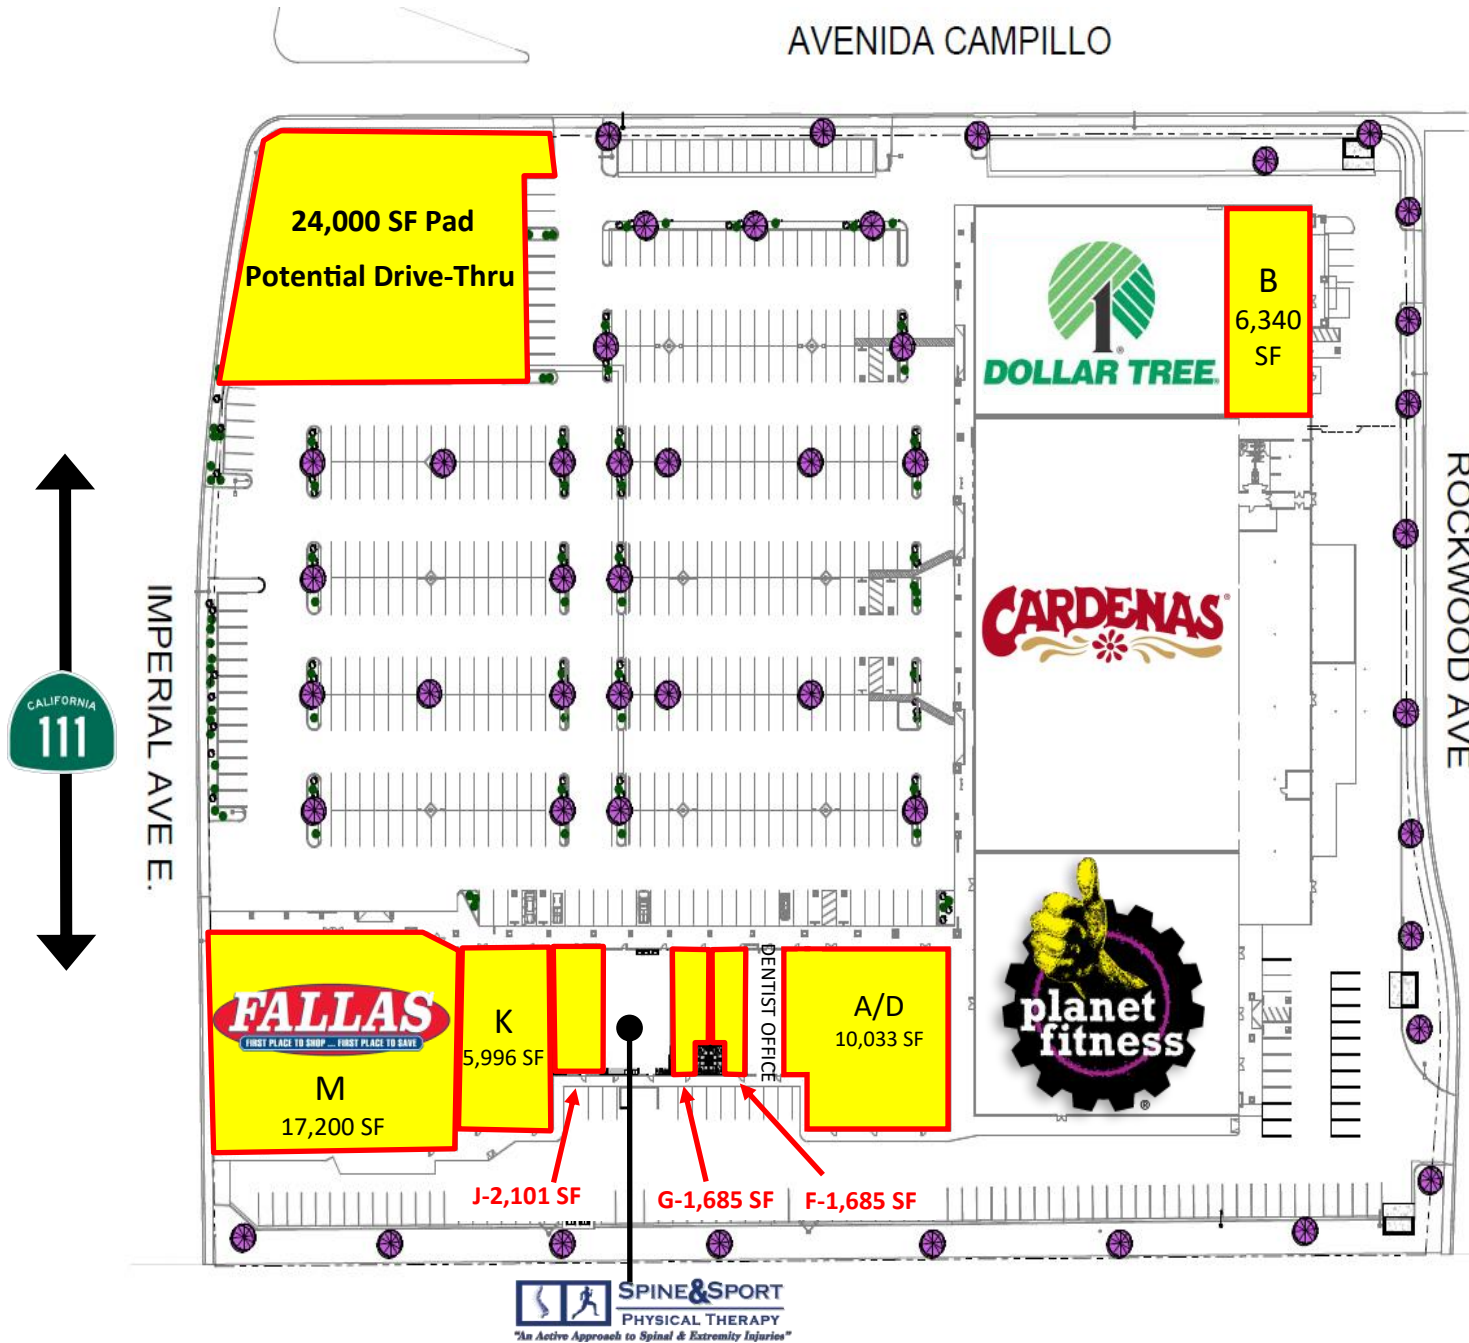 AVENIDA CAMPILLO
24,000 SF Pad
Potential Drive-Thru
1
DOLLAR TREE
B
6,340
SF
CARDENAS
ROCKWOOD AVE
IMPERIAL AVE E.
CALIFORNIA
111
FALLAS
FIRST PLACE TO SHOP ... FIRST PLACE TO SAVE
M
17,200 SF
K
5,996 SF
DENTIST OFFICE
A/D
10,033 SF
planet
fitness
J-2,101 SF
G-1,685 SF
F-1,685 SF
SPINE&SPORT
PHYSICAL THERAPY
"An Active Approach to Spinal & Extremity Injuries"